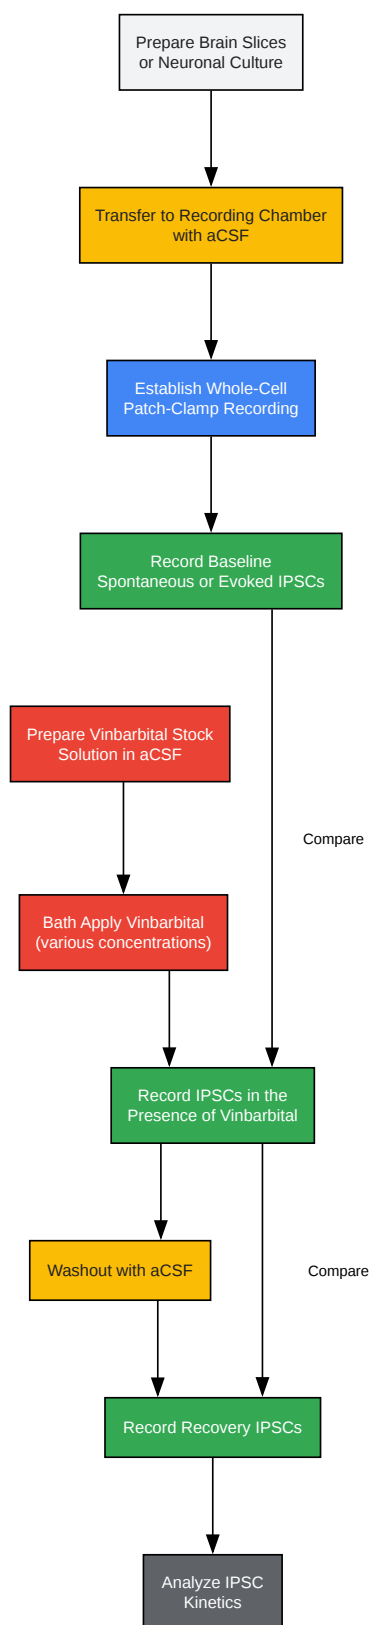 Prepare Brain Slices
or Neuronal Culture
Transfer to Recording Chamber
with aCSF
Establish Whole-Cell
Patch-Clamp Recording
Record Baseline
Spontaneous or Evoked IPSCs
Prepare Vinbarbital Stock
Solution in aCSF
Compare
Bath Apply Vinbarbital
(various concentrations)
Record IPSCs in the
Presence of Vinbarbital
Washout with aCSF
Compare
Record Recovery IPSCs
Analyze IPSC
Kinetics